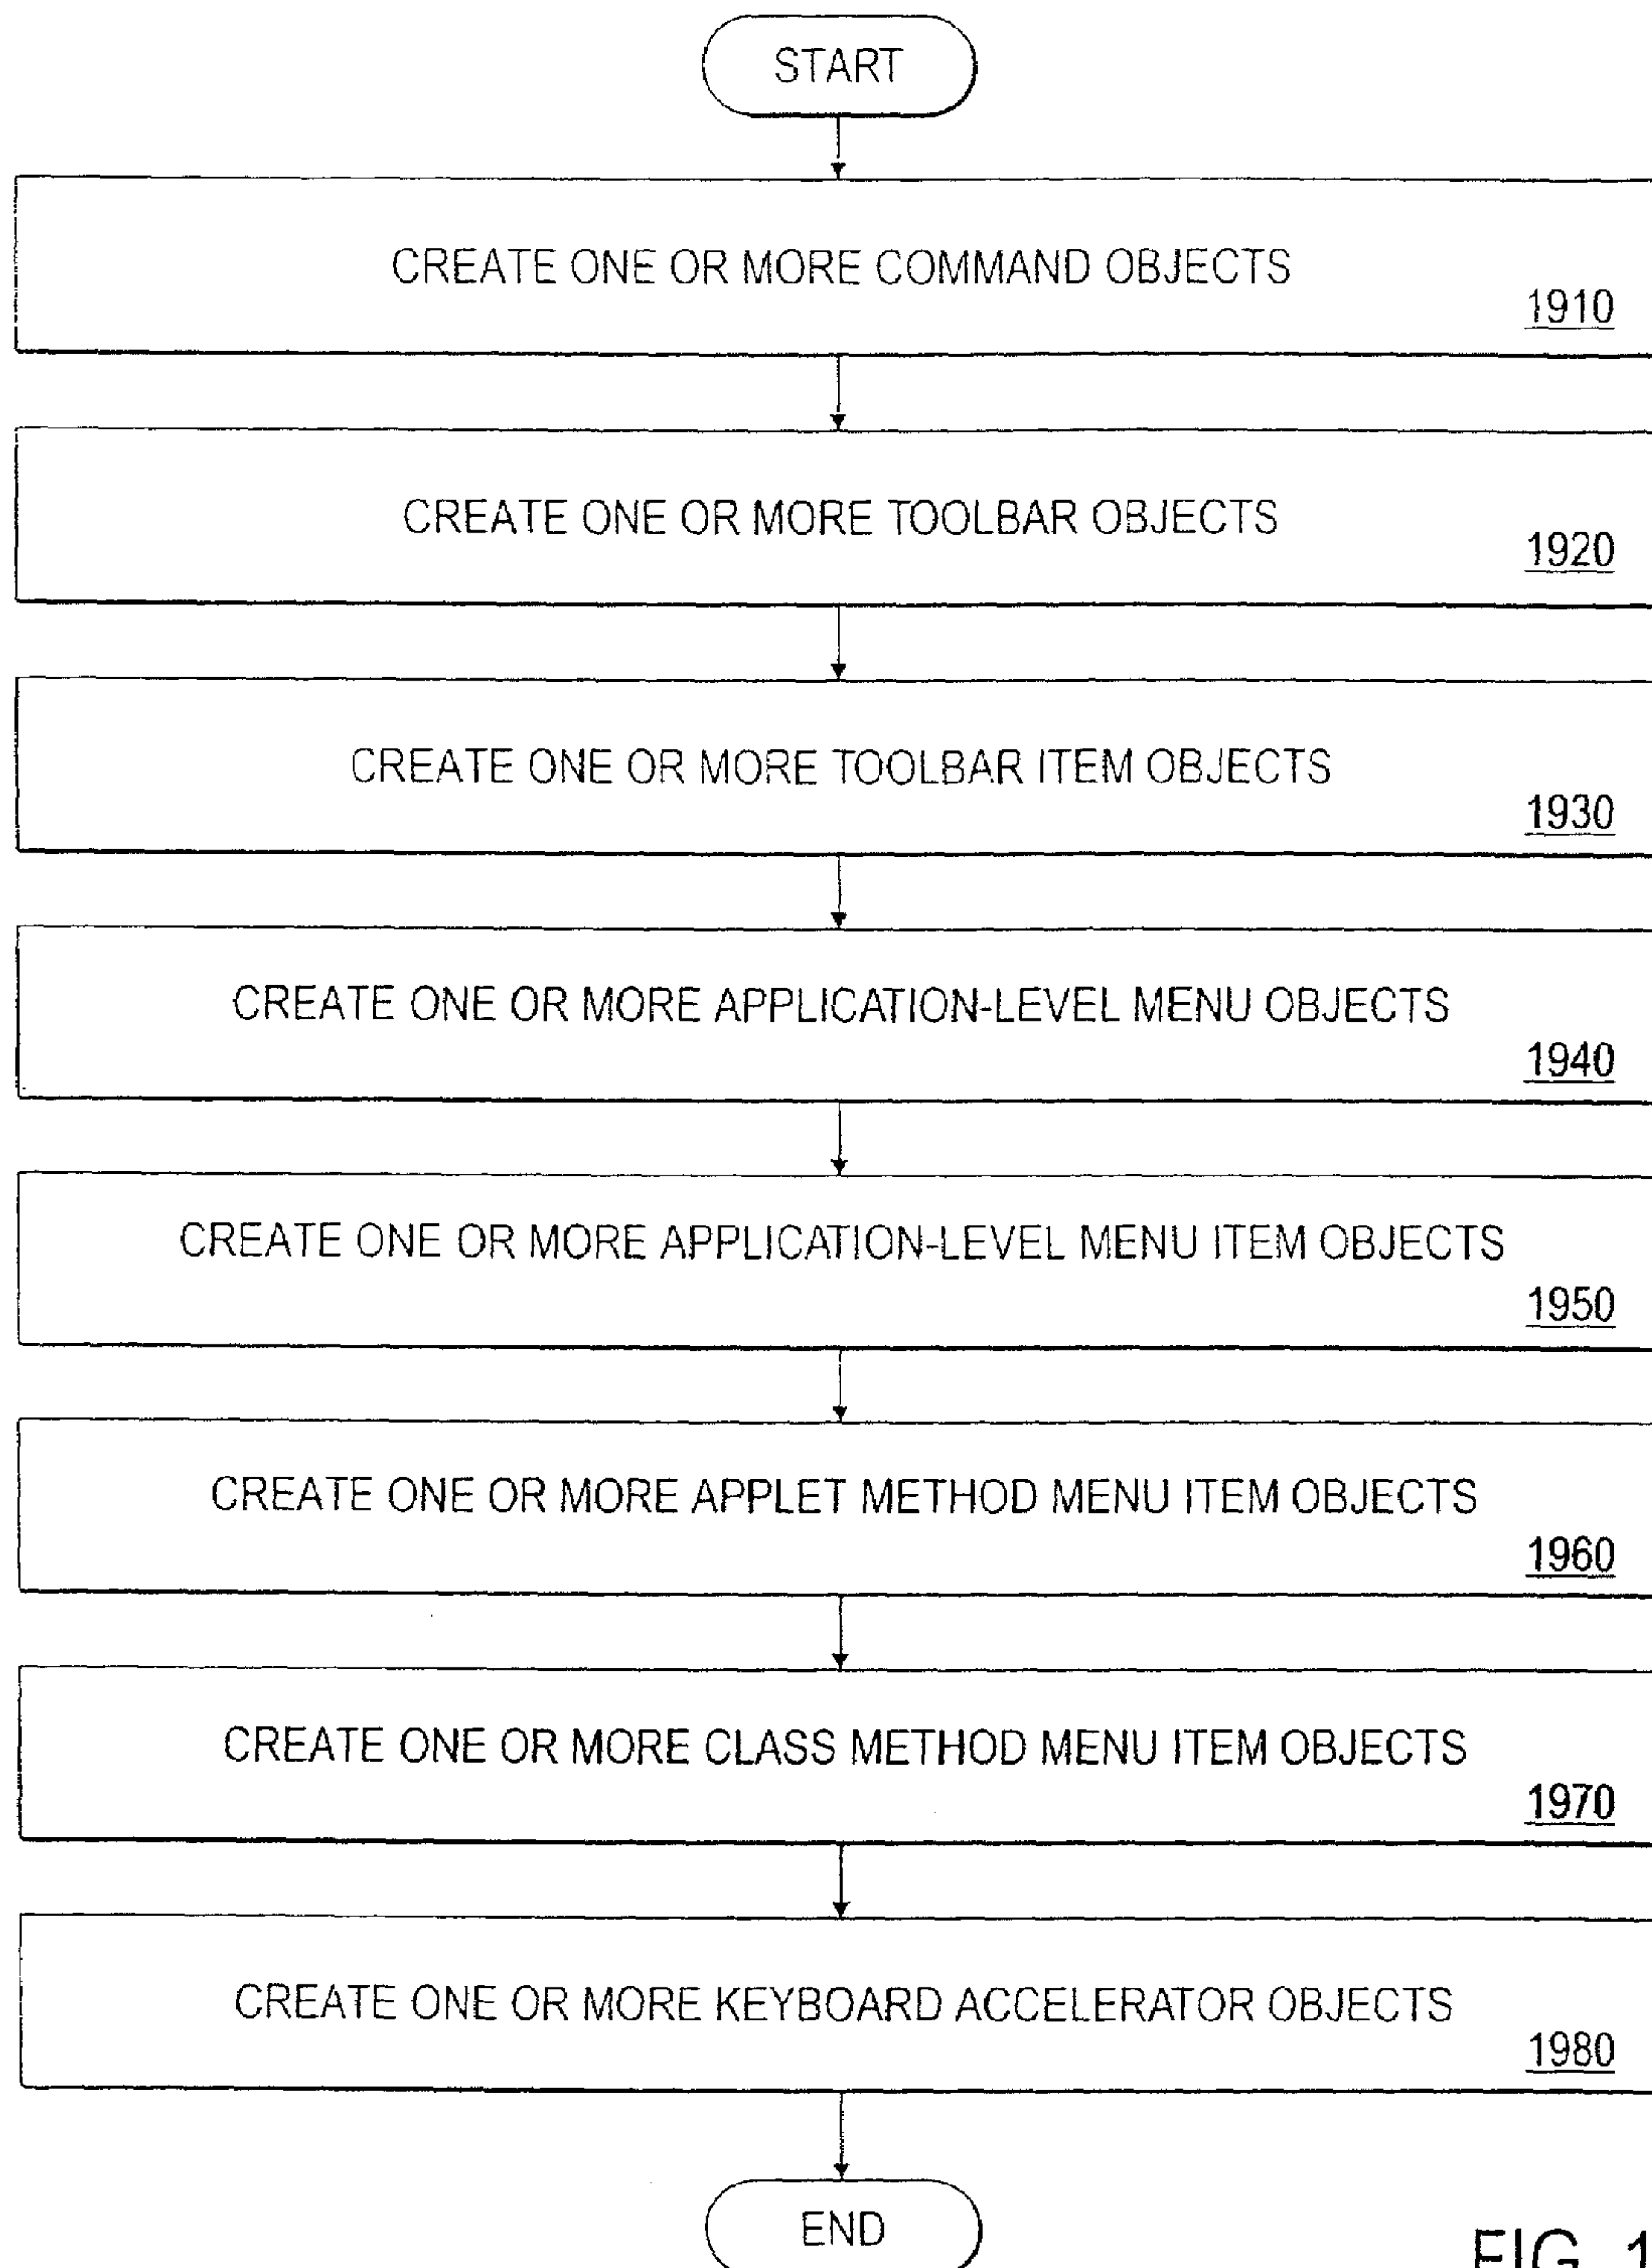 START
CREATE ONE OR MORE COMMAND OBJECTS
1910
CREATE ONE OR MORE TOOLBAR OBJECTS
1920
CREATE ONE OR MORE TOOLBAR ITEM OBJECTS
1930
CREATE ONE OR MORE APPLICATION-LEVEL MENU OBJECTS
1940
CREATE ONE OR MORE APPLICATION-LEVEL MENU ITEM OBJECTS
1950
CREATE ONE OR MORE APPLET METHOD MENU ITEM OBJECTS
1960
CREATE ONE OR MORE CLASS METHOD MENU ITEM OBJECTS
1970
CREATE ONE OR MORE KEYBOARD ACCELERATOR OBJECTS
1980
END
FIG. 1